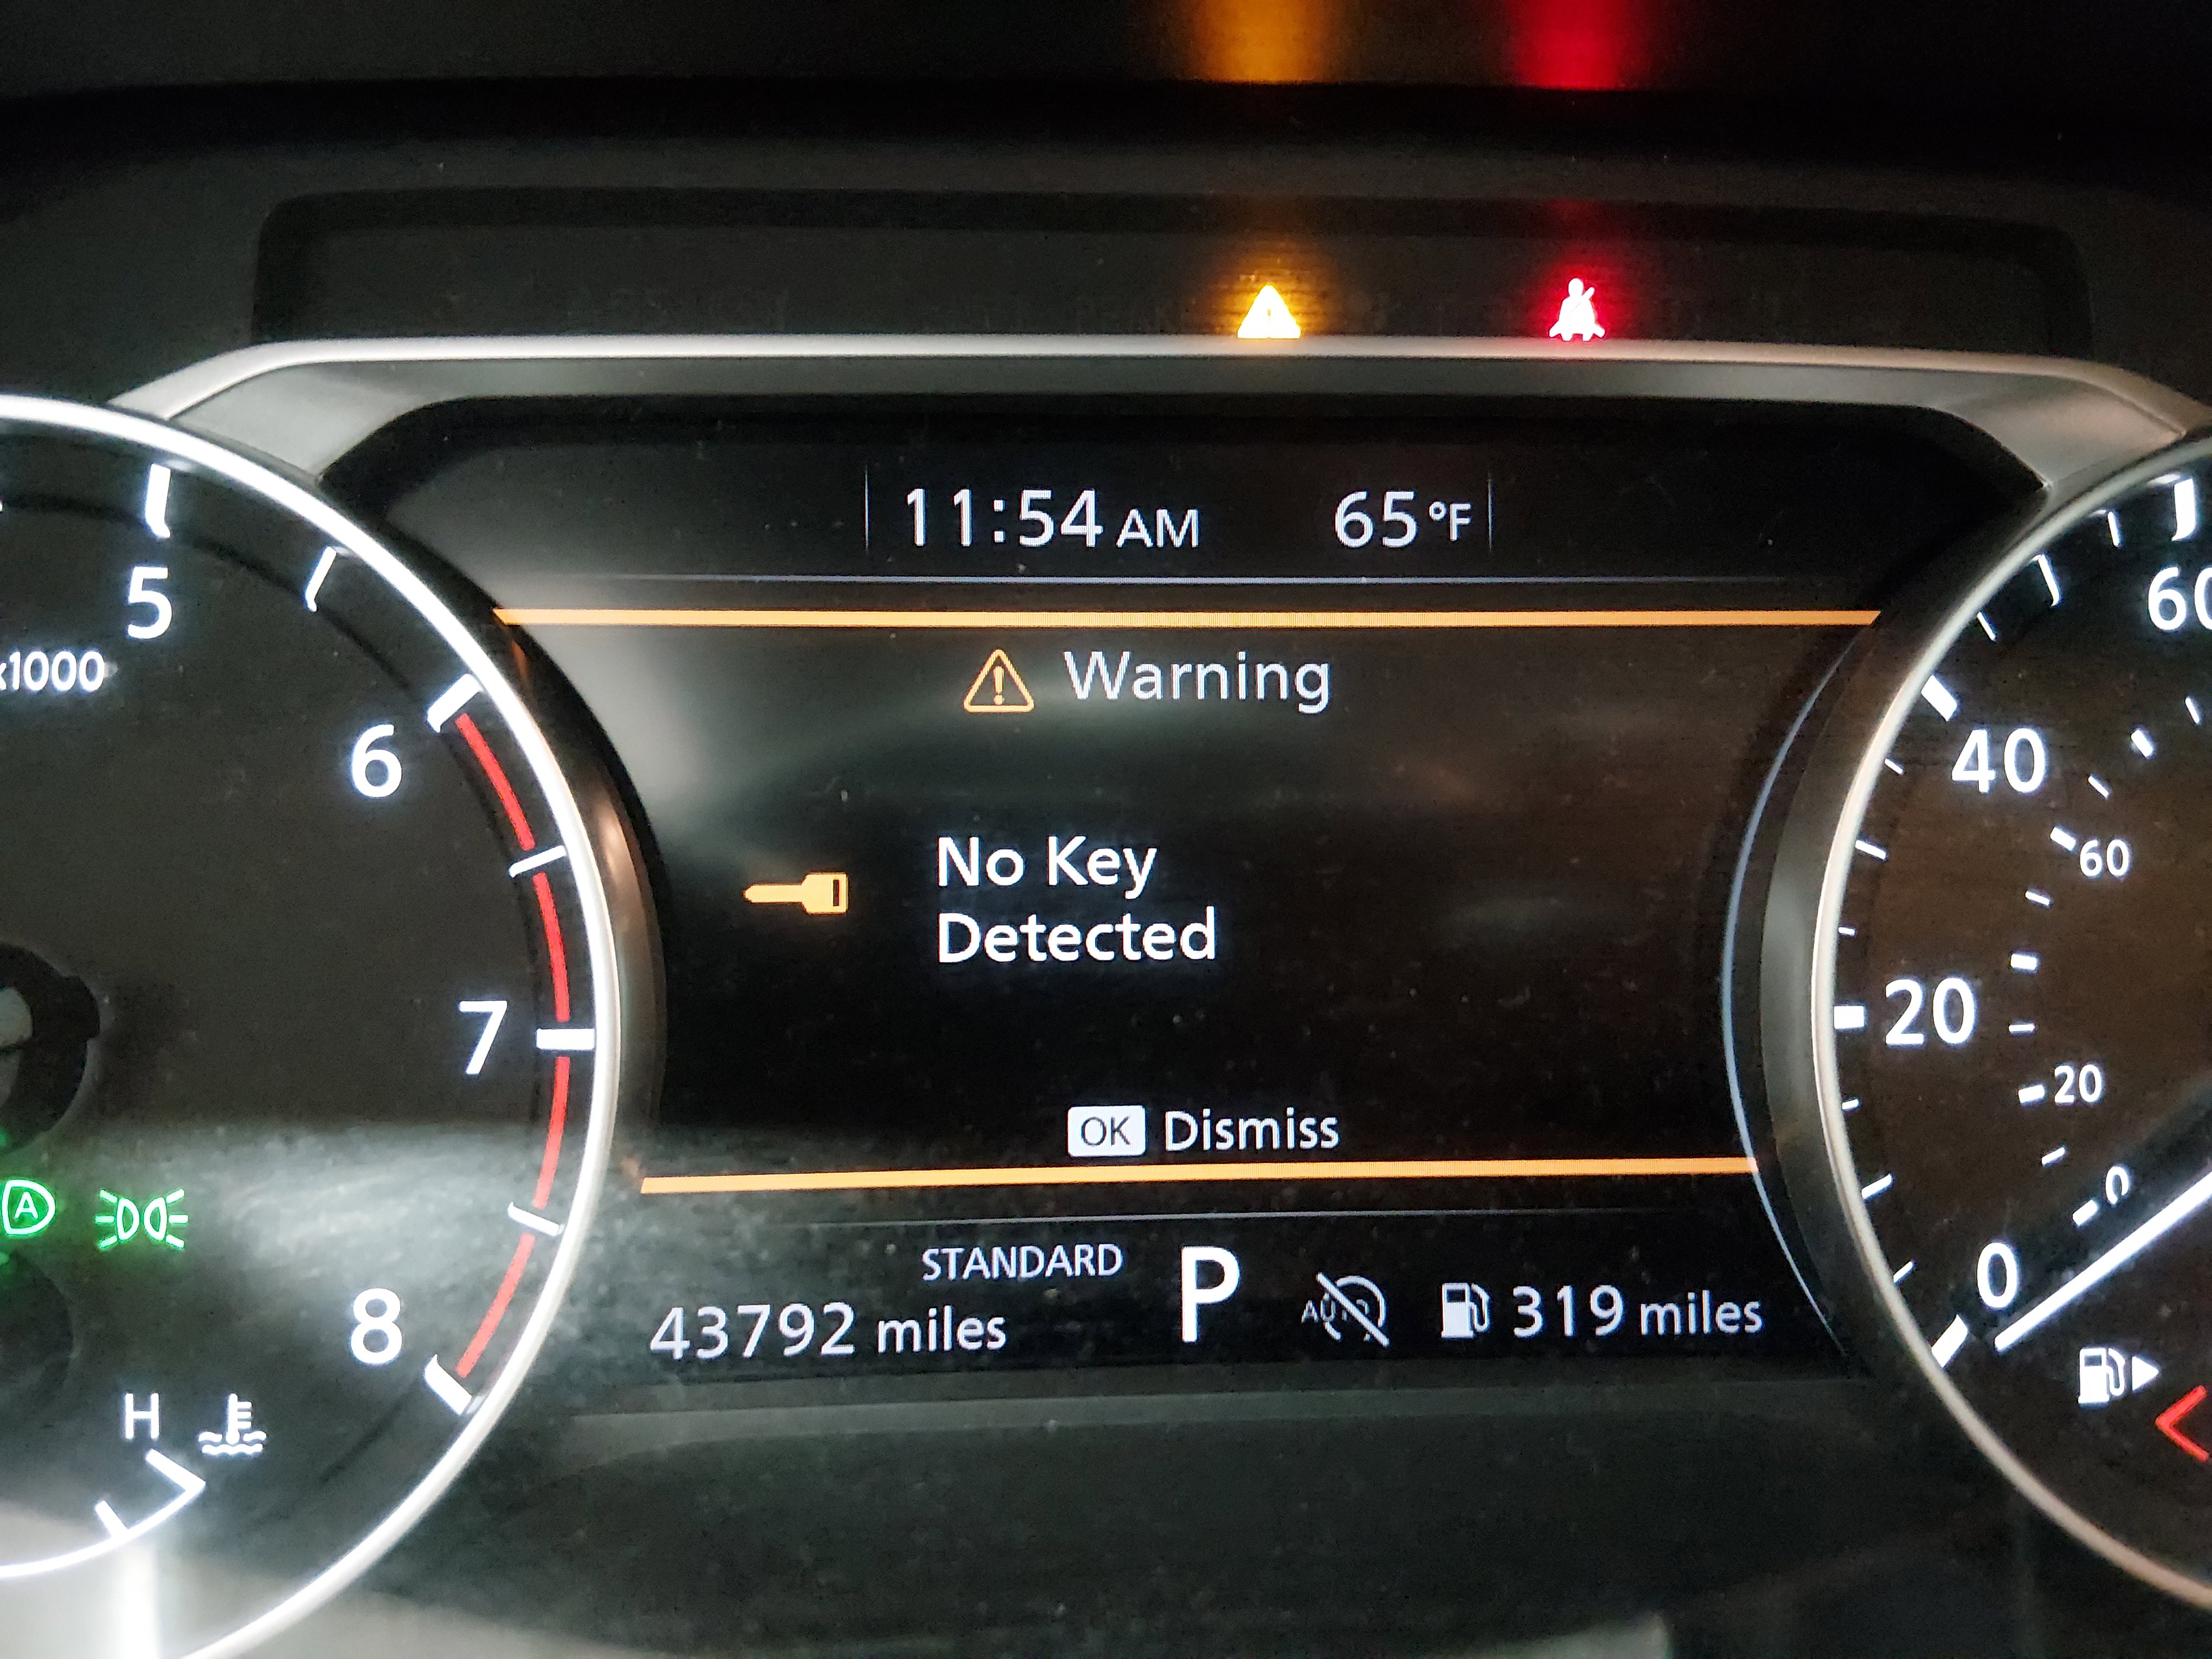 11:54 AM 65°F
Warning
No Key
Detected
OK Dismiss
STANDARD
P
43792 miles
319 miles
5
x1000
6
7
8
H
A
60
40
60
20
20
0
0